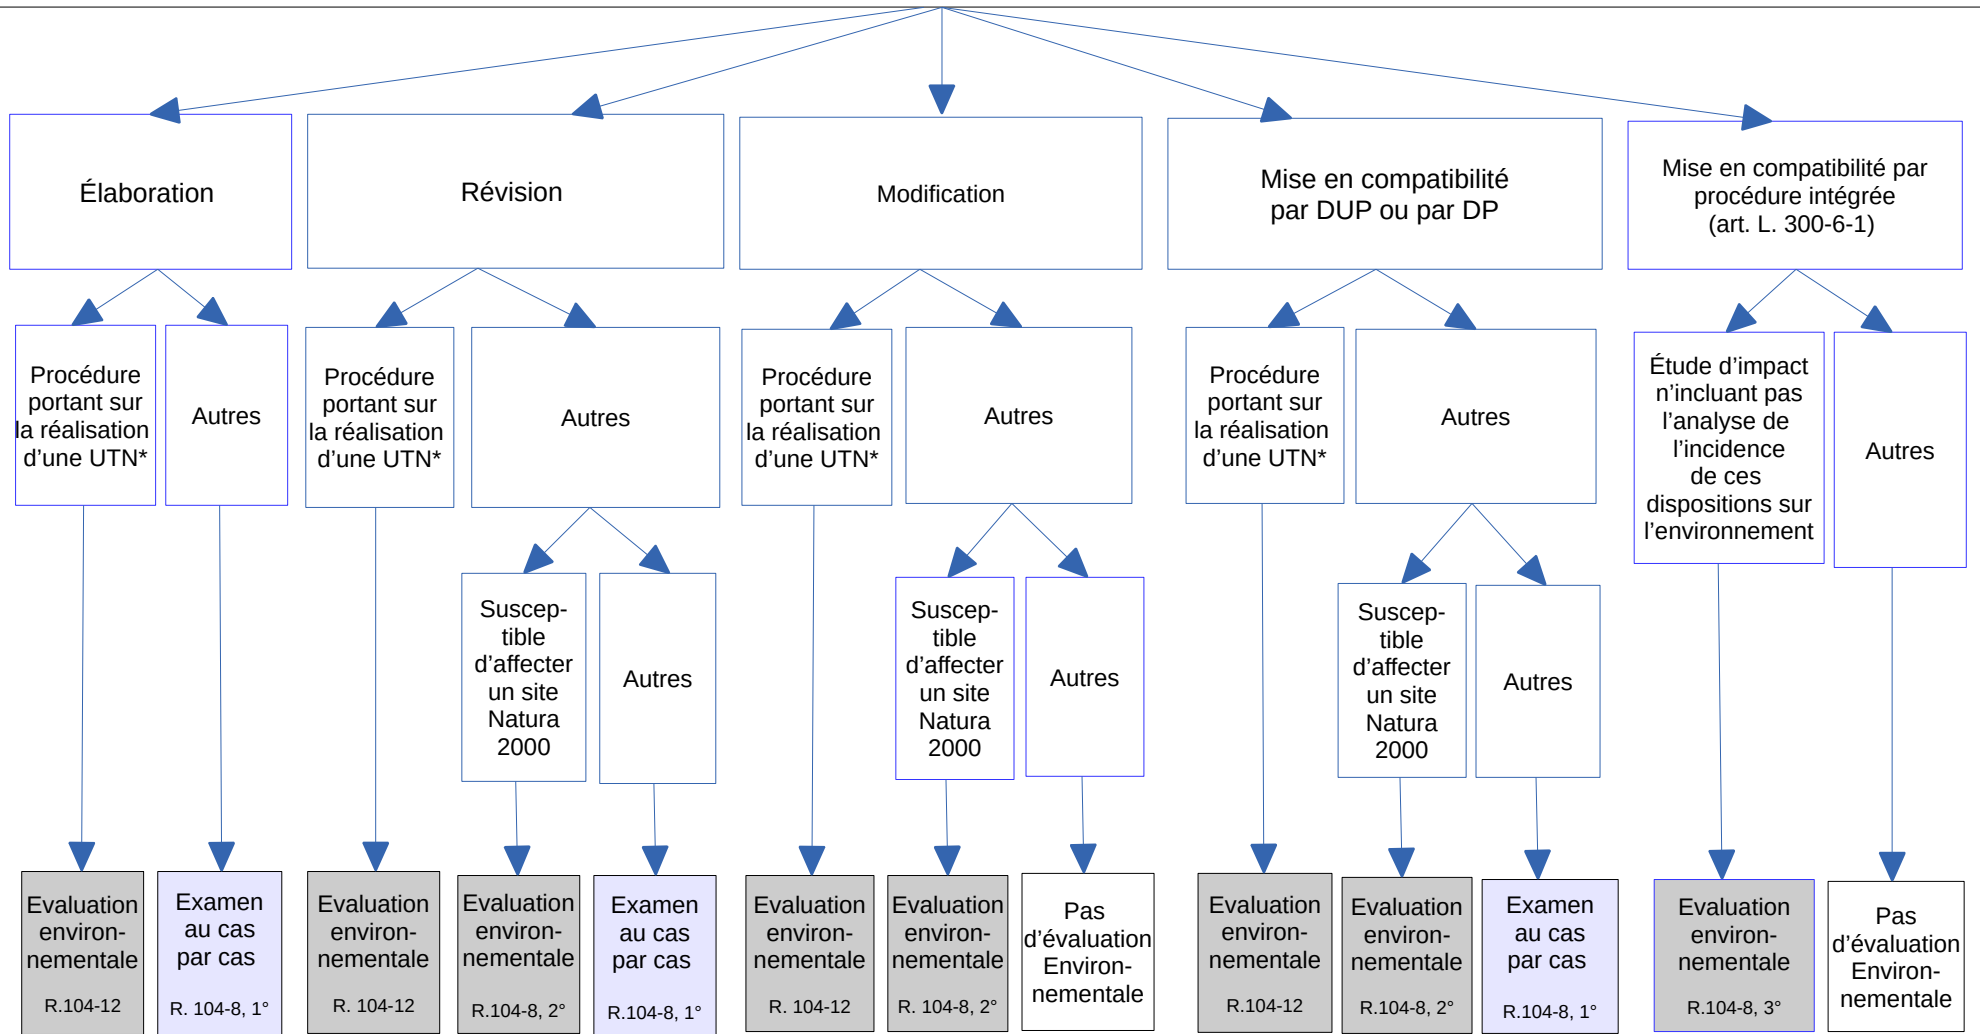 Élaboration
Révision
Modification
Mise en compatibilité
par DUP ou par DP
Mise en compatibilité par
procédure intégrée
(art. L. 300-6-1)
Procédure
portant sur
la réalisation
d’une UTN*
Autres
Procédure
portant sur
la réalisation
d’une UTN*
Autres
Procédure
portant sur
la réalisation
d’une UTN*
Autres
Procédure
portant sur
la réalisation
d’une UTN*
Autres
Étude d’impact
n’incluant pas
l’analyse de
l’incidence
de ces
dispositions sur
l’environnement
Autres
Suscep-
tible
d’affecter
un site
Natura
2000
Autres
Suscep-
tible
d’affecter
un site
Natura
2000
Autres
Suscep-
tible
d’affecter
un site
Natura
2000
Autres
Evaluation
environ-
nementale
R.104-12
Examen
au cas
par cas
R. 104-8, 1°
Evaluation
environ-
nementale
R. 104-12
Evaluation
environ-
nementale
R.104-8, 2°
Examen
au cas
par cas
R.104-8, 1°
Evaluation
environ-
nementale
R. 104-12
Evaluation
environ-
nementale
R. 104-8, 2°
Pas
d’évaluation
Environ-
nementale
Evaluation
environ-
nementale
R.104-12
Evaluation
environ-
nementale
R.104-8, 2°
Examen
au cas
par cas
R.104-8, 1°
Evaluation
environ-
nementale
R.104-8, 3°
Pas
d’évaluation
Environ-
nementale